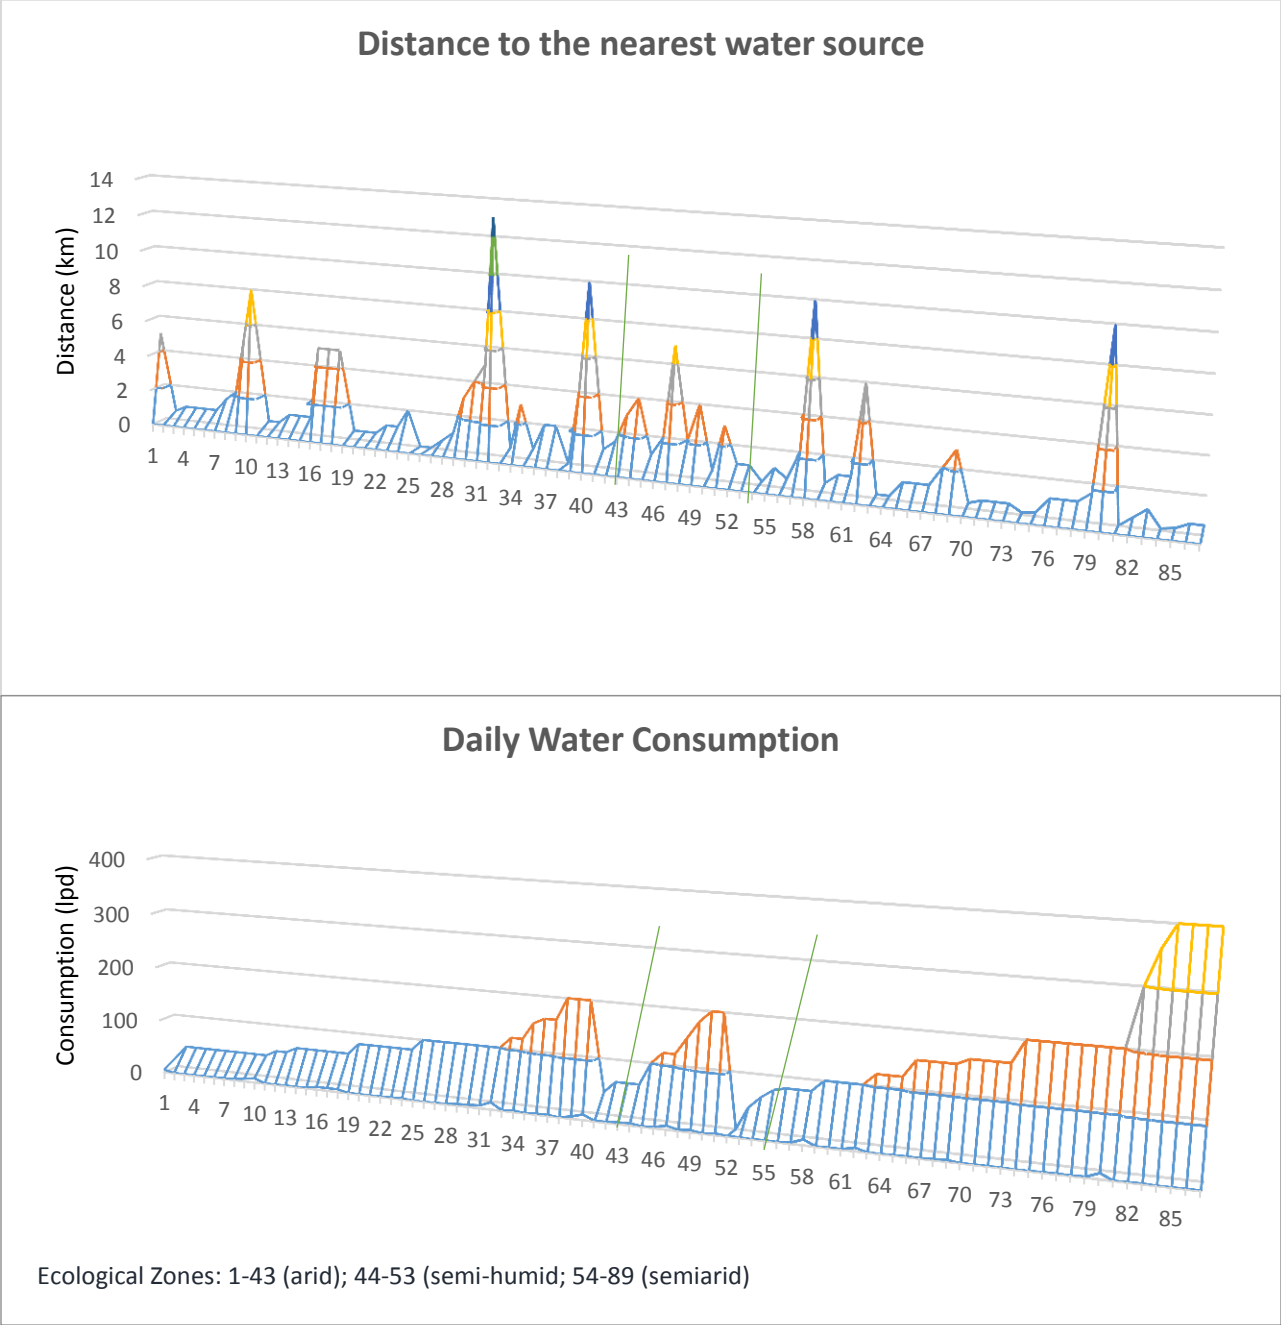 Distance to the nearest water source
Distance (km)
14
12
10
8
6
4
2
0
1 4 7 10 13 16 19 22 25 28 31 34 37 40 43 46 49 52 55 58 61 64 67 70 73 76 79 82 85
Daily Water Consumption
Consumption (lpd)
400
300
200
100
0
1 4 7 10 13 16 19 22 25 28 31 34 37 40 43 46 49 52 55 58 61 64 67 70 73 76 79 82 85
Ecological Zones: 1-43 (arid); 44-53 (semi-humid; 54-89 (semiarid)